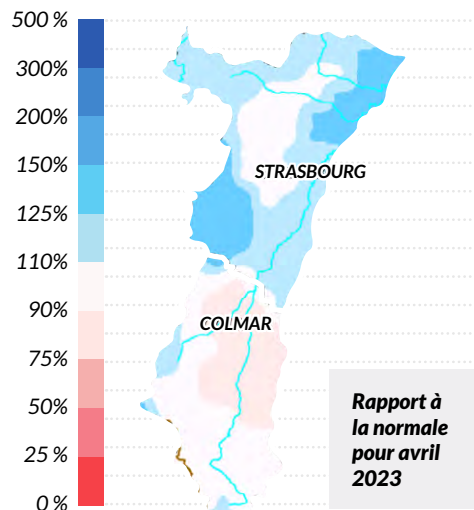 500 %
300%
200 %
150 %
125 %
110 %
90 %
75%
50 %
25 %
0 %
STRASBOURG
COLMAR
Rapport à
la normale
pour avril
2023